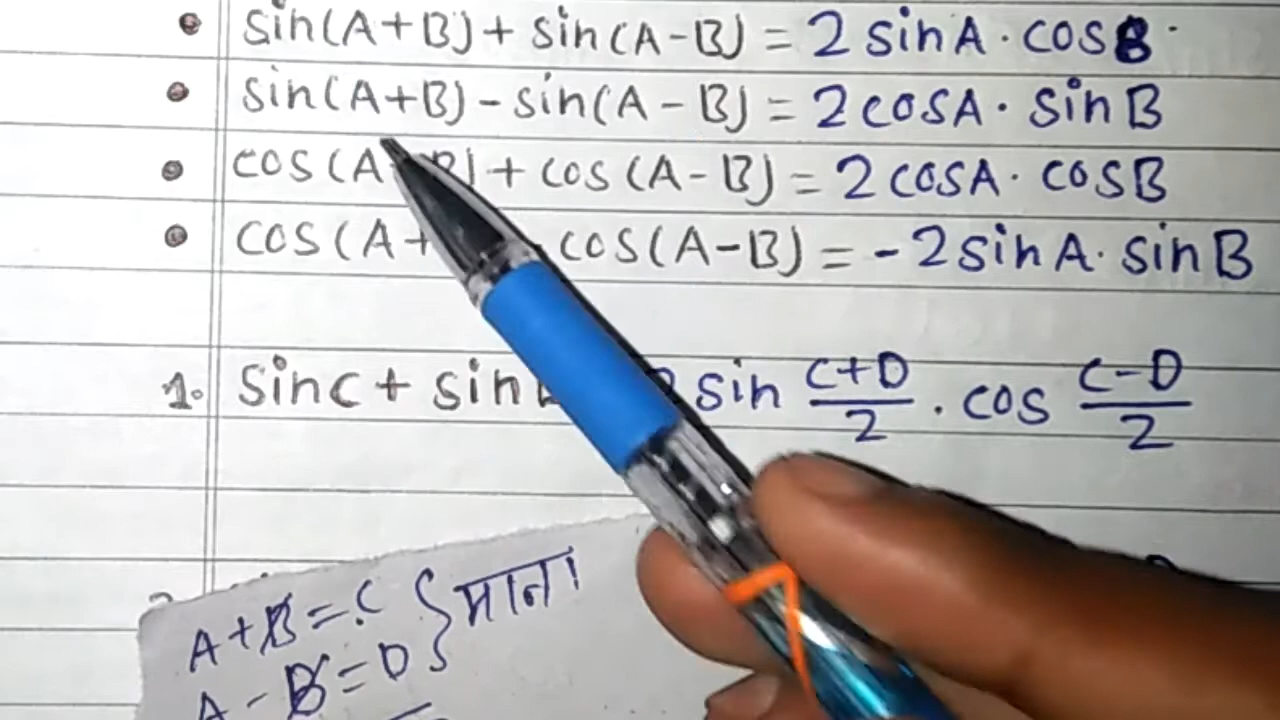 • sin(A+B) + sin(A-B) = 2 sinA · cosB
• sin(A+B) - sin(A-B) = 2 cosA · sinB
• cos(A+B) + cos(A-B) = 2 cosA · cosB
• cos(A+ cos(A-B) = -2 sinA · sinB
1. sinC + sin 2 sin (C+D)/2 · cos (C-D)/2
A+B=C } माना
A-B=D